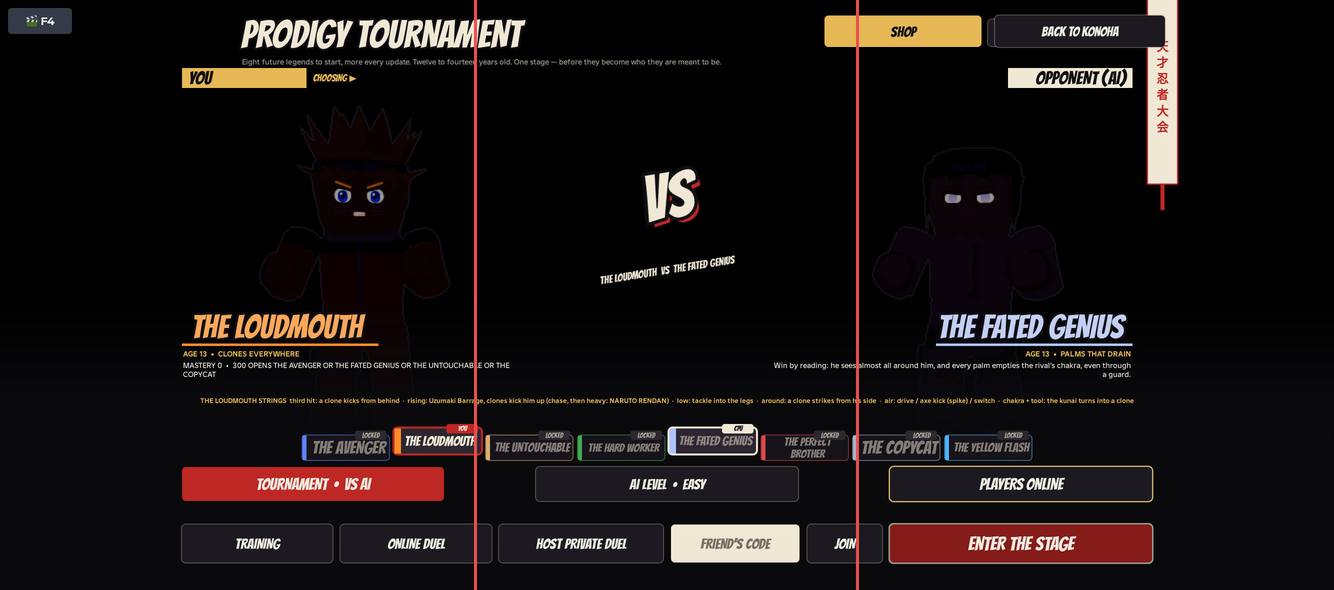 F4
PRODIGY TOURNAMENT
Eight future legends to start, more every update. Twelve to fourteen years old. One stage — before they become who they are meant to be.
SHOP
BACK TO KONOHA
天才忍者大会
YOU
CHOOSING ▶
OPPONENT (AI)
VS
THE LOUDMOUTH VS THE FATED GENIUS
THE LOUDMOUTH
AGE 13 • CLONES EVERYWHERE
MASTERY 0 • 300 OPENS THE AVENGER OR THE FATED GENIUS OR THE UNTOUCHABLE OR THE
COPYCAT
THE FATED GENIUS
AGE 13 • PALMS THAT DRAIN
Win by reading: he sees almost all around him, and every palm empties the rival's chakra, even through
a guard.
THE LOUDMOUTH STRINGS third hit: a clone kicks from behind · rising: Uzumaki Barrage, clones kick him up (chase, then heavy: NARUTO RENDAN) · low: tackle into the legs · around: a clone strikes from his side · air: drive / axe kick (spike) / switch · chakra + tool: the kunai turns into a clone
LOCKED
THE AVENGER
YOU
THE LOUDMOUTH
LOCKED
THE UNTOUCHABLE
LOCKED
THE HARD WORKER
CPU
THE FATED GENIUS
LOCKED
THE PERFECT
BROTHER
LOCKED
THE COPYCAT
LOCKED
THE YELLOW FLASH
TOURNAMENT • VS AI
AI LEVEL • EASY
PLAYERS ONLINE
TRAINING
ONLINE DUEL
HOST PRIVATE DUEL
FRIEND'S CODE
JOIN
ENTER THE STAGE